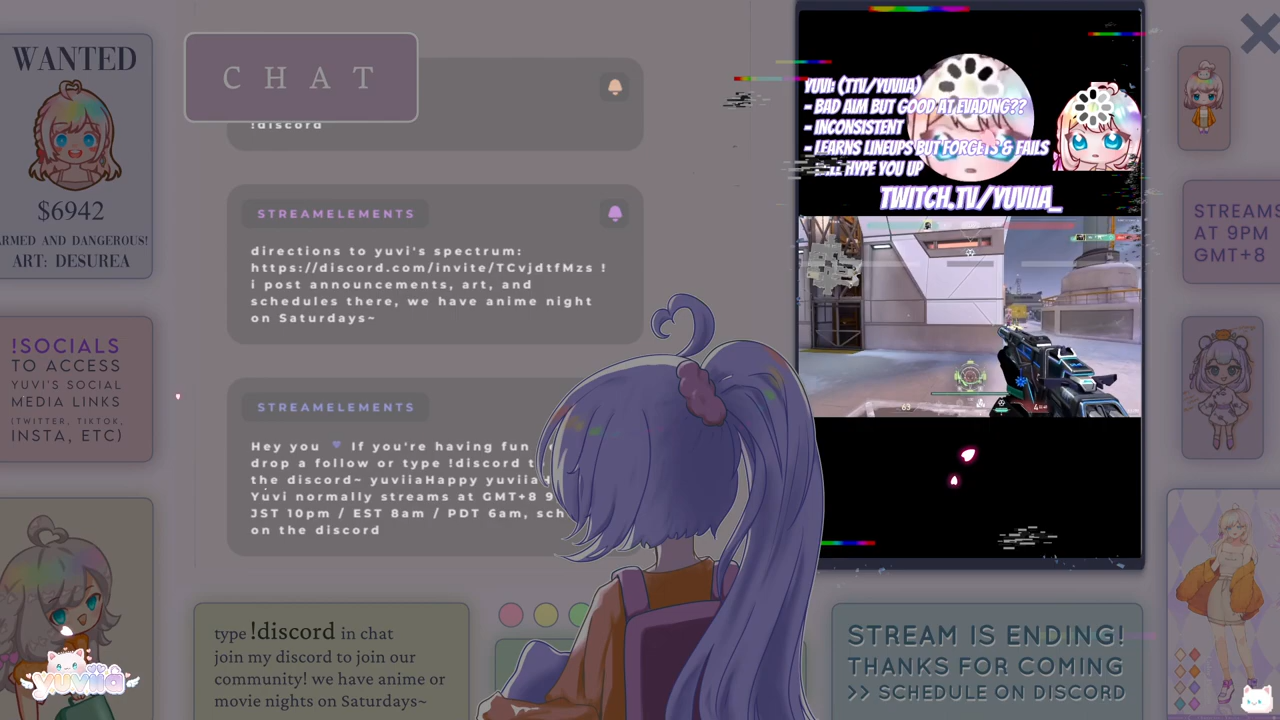 WANTED
$6942
ARMED AND DANGEROUS!
ART: DESUREA
!SOCIALS
TO ACCESS
YUVI'S SOCIAL
MEDIA LINKS
(TWITTER, TIKTOK,
INSTA, ETC)
yuviia
CHAT
!discord
STREAMELEMENTS
directions to yuvi's spectrum:
https://discord.com/invite/TCvjdtfMzs !
i post announcements, art, and
schedules there, we have anime night
on Saturdays~
STREAMELEMENTS
Hey you If you're having fun
drop a follow or type !discord
the discord~ yuviiaHappy
Yuvi normally streams at GMT+8 9
JST 10pm / EST 8am / PDT 6am, sch
on the discord
type !discord in chat
join my discord to join our
community! we have anime or
movie nights on Saturdays~
YUVI: (TTV/YUVIIA)
- BAD AIM BUT GOOD AT EVADING??
- INCONSISTENT
- LEARNS LINEUPS BUT FORGETS & FAILS
HYPE YOU UP
TWITCH.TV/YUVIIA_
63
4
STREAM IS ENDING!
THANKS FOR COMING
>> SCHEDULE ON DISCORD
STREAMS
AT 9PM
GMT+8